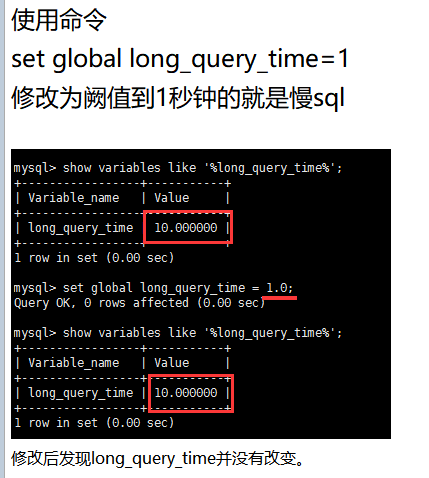 使用命令
set global long_query_time=1
修改为阙值到1秒钟的就是慢sql
mysql> show variables like '%long_query_time%';
+-----------------+-----------+
| Variable_name   | Value     |
+-----------------+-----------+
| long_query_time | 10.000000 |
+-----------------+-----------+
1 row in set (0.00 sec)
mysql> set global long_query_time = 1.0;
Query OK, 0 rows affected (0.00 sec)
mysql> show variables like '%long_query_time%';
+-----------------+-----------+
| Variable_name   | Value     |
+-----------------+-----------+
| long_query_time | 10.000000 |
+-----------------+-----------+
1 row in set (0.00 sec)
修改后发现long_query_time并没有改变。